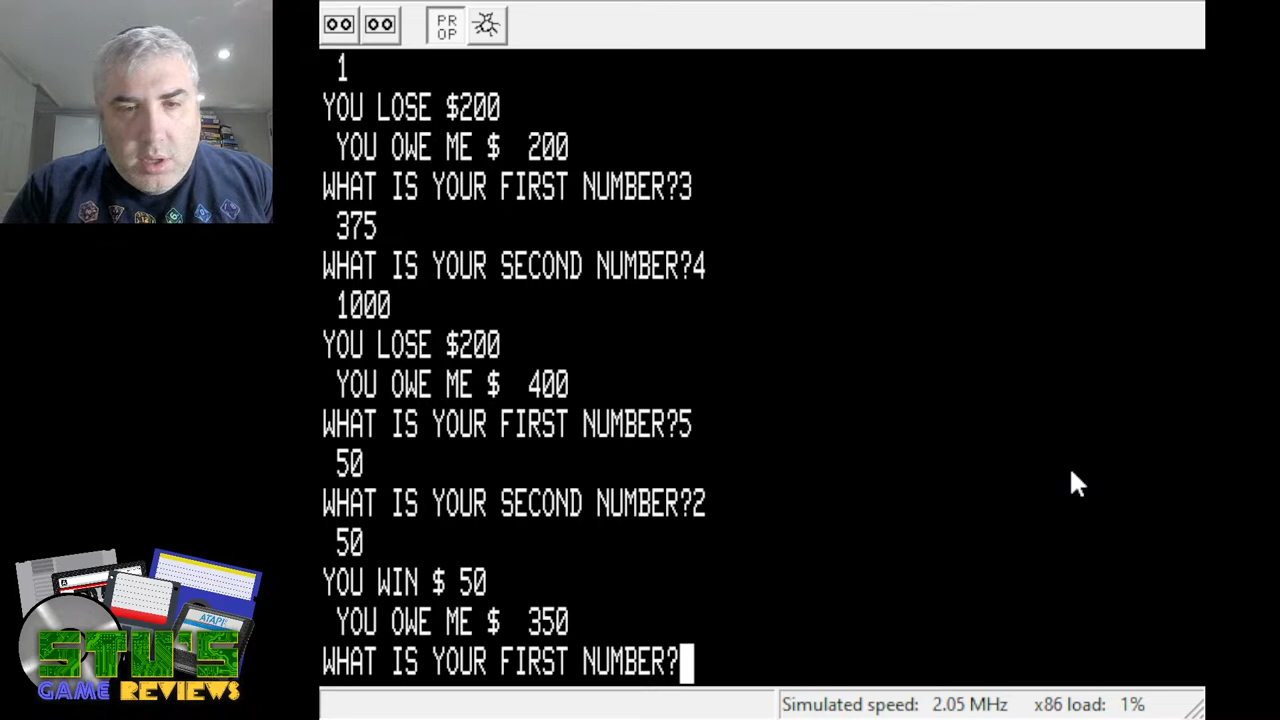 PR
OP
1
YOU LOSE $200
YOU OWE ME $ 200
WHAT IS YOUR FIRST NUMBER?3
375
WHAT IS YOUR SECOND NUMBER?4
1000
YOU LOSE $200
YOU OWE ME $ 400
WHAT IS YOUR FIRST NUMBER?5
50
WHAT IS YOUR SECOND NUMBER?2
50
YOU WIN $ 50
YOU OWE ME $ 350
WHAT IS YOUR FIRST NUMBER?
Simulated speed: 2.05 MHz x86 load: 1%
ATARI
STU'S
GAME REVIEWS